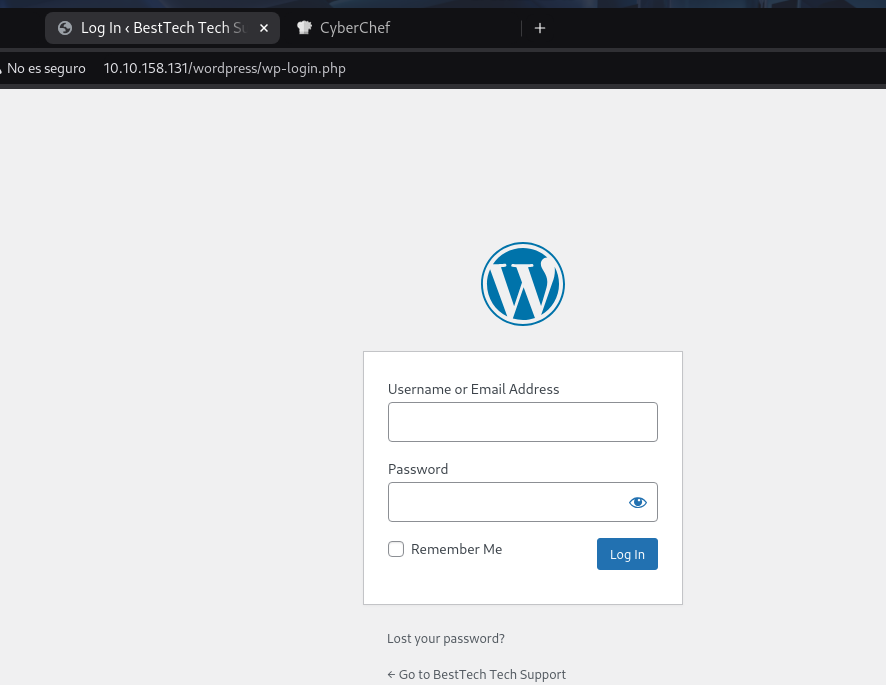 Log In ‹ BestTech Tech Su
CyberChef
No es seguro 10.10.158.131/wordpress/wp-login.php
Username or Email Address
Password
Remember Me
Log In
Lost your password?
← Go to BestTech Tech Support